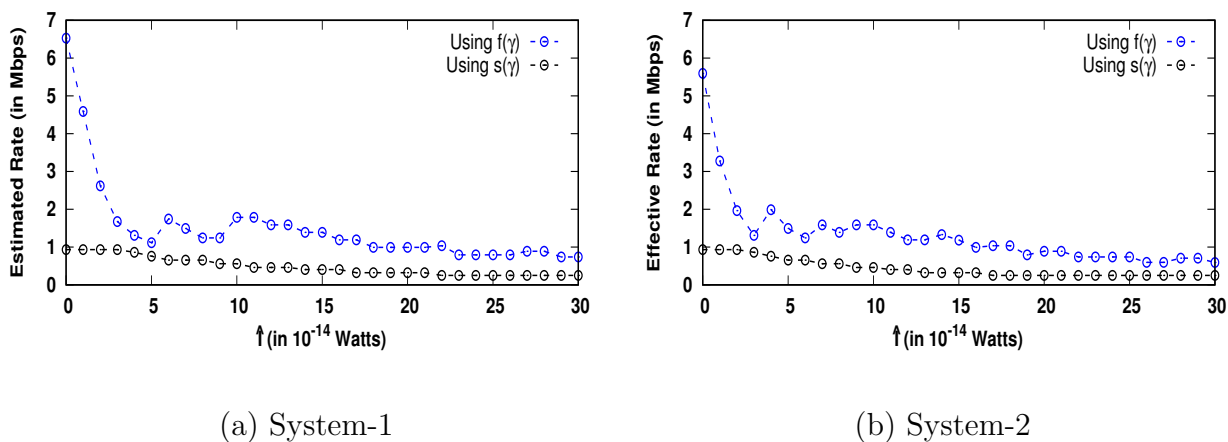 Estimated Rate (in Mbps)
7
6
5
4
3
2
1
0
Using f(γ)
Using s(γ)
0 5 10 15 20 25 30
Î (in 10⁻¹⁴ Watts)
(a) System-1
Effective Rate (in Mbps)
7
6
5
4
3
2
1
0
Using f(γ)
Using s(γ)
0 5 10 15 20 25 30
Î (in 10⁻¹⁴ Watts)
(b) System-2